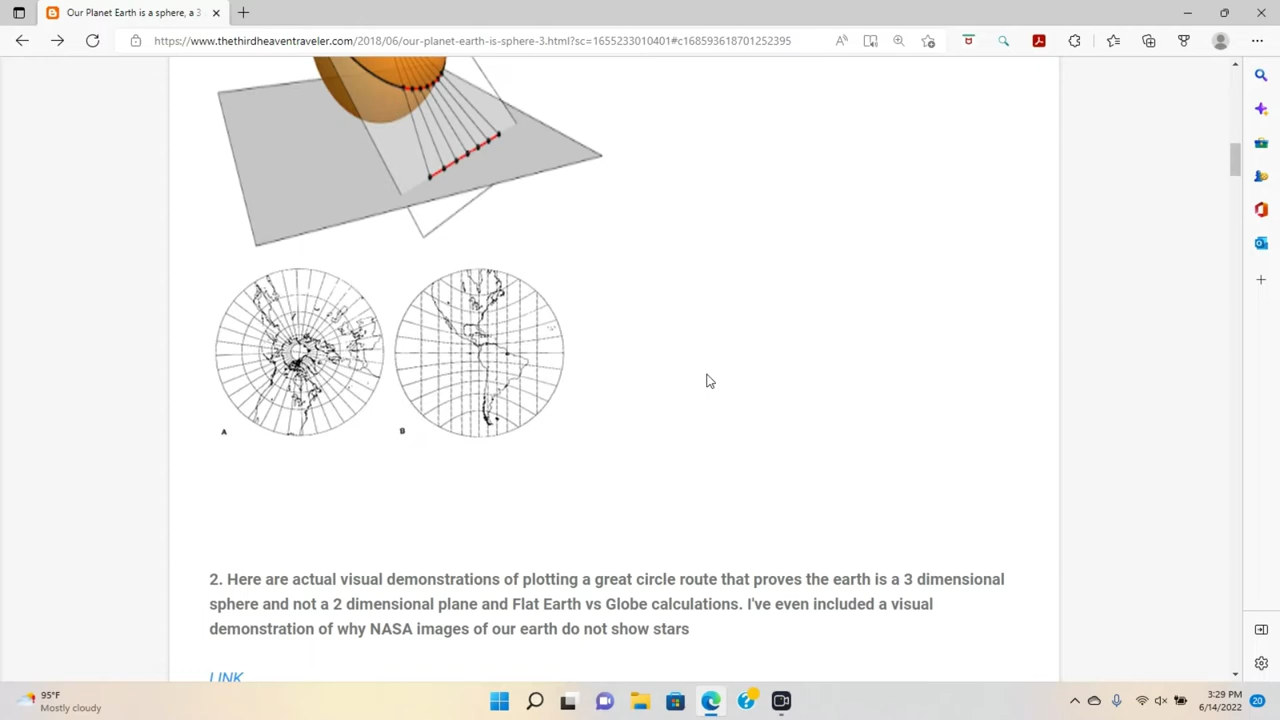 Our Planet Earth is a sphere, a 3
https://www.thethirdheaventraveler.com/2018/06/our-planet-earth-is-sphere-3.html?sc=1655233010401#c168593618701252395
A
B
2. Here are actual visual demonstrations of plotting a great circle route that proves the earth is a 3 dimensional
sphere and not a 2 dimensional plane and Flat Earth vs Globe calculations. I've even included a visual
demonstration of why NASA images of our earth do not show stars
LINK
95°F
Mostly cloudy
3:29 PM
6/14/2022
20